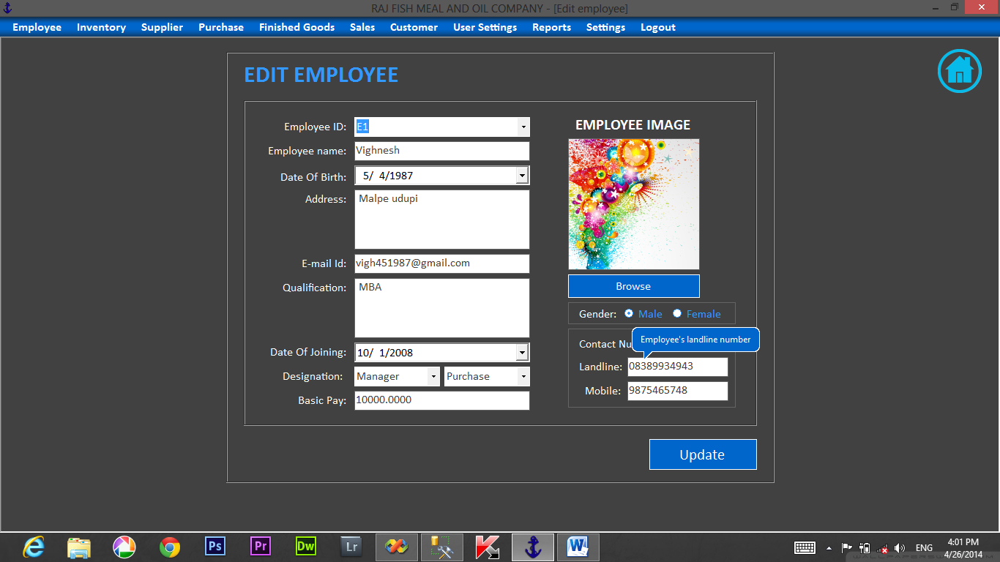 RAJ FISH MEAL AND OIL COMPANY - [Edit employee]
Employee Inventory Supplier Purchase Finished Goods Sales Customer User Settings Reports Settings Logout
EDIT EMPLOYEE
Employee ID: E1
Employee name: Vighnesh
Date Of Birth: 5/ 4/1987
Address: Malpe udupi
E-mail Id: vigh451987@gmail.com
Qualification: MBA
Date Of Joining: 10/ 1/2008
Designation: Manager Purchase
Basic Pay: 10000.0000
EMPLOYEE IMAGE
Browse
Gender: Male Female
Employee's landline number
Contact Nu
Landline: 08389934943
Mobile: 9875465748
Update
Ps Pr Dw Lr W
ENG
4:01 PM
4/26/2014